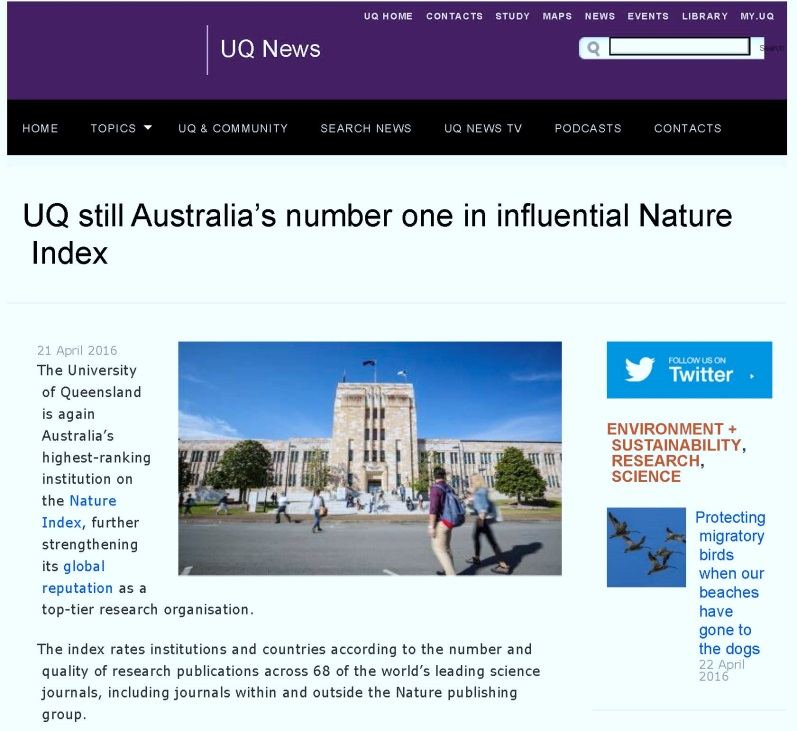 UQ HOME CONTACTS STUDY MAPS NEWS EVENTS LIBRARY MY.UQ
UQ News
Search
HOME TOPICS UQ & COMMUNITY SEARCH NEWS UQ NEWS TV PODCASTS CONTACTS
UQ still Australia's number one in influential Nature
Index
21 April 2016
The University
of Queensland
is again
Australia's
highest-ranking
institution on
the Nature
Index, further
strengthening
its global
reputation as a
top-tier research organisation.
The index rates institutions and countries according to the number and
quality of research publications across 68 of the world's leading science
journals, including journals within and outside the Nature publishing
group.
FOLLOW US ON
Twitter
ENVIRONMENT +
SUSTAINABILITY,
RESEARCH,
SCIENCE
Protecting
migratory
birds
when our
beaches
have
gone to
the dogs
22 April
2016